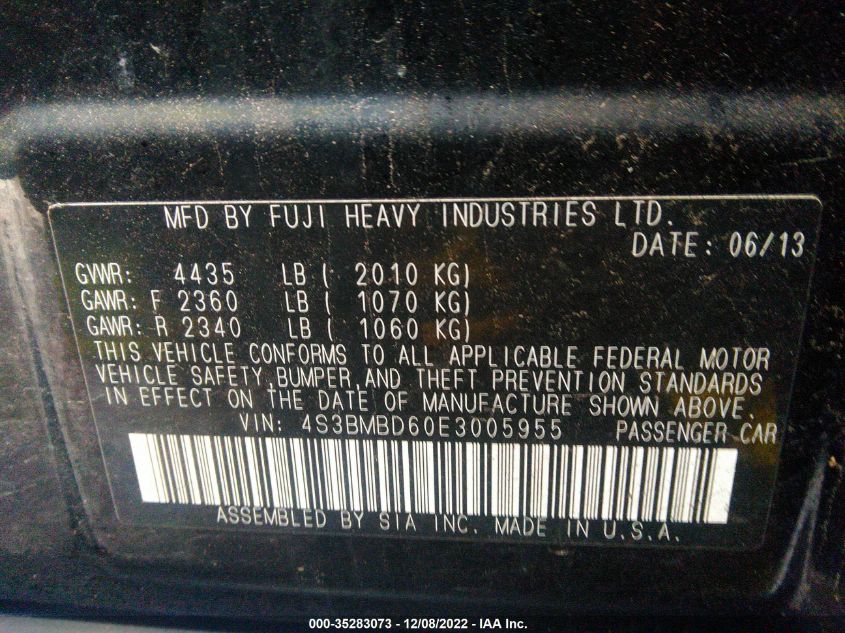 MFD BY FUJI HEAVY INDUSTRIES LTD.
DATE: 06/13
GVWR: 4435 LB ( 2010 KG)
GAWR: F 2360 LB ( 1070 KG)
GAWR: R 2340 LB ( 1060 KG)
THIS VEHICLE CONFORMS TO ALL APPLICABLE FEDERAL MOTOR
VEHICLE SAFETY,BUMPER,AND THEFT PREVENTION STANDARDS
IN EFFECT ON THE DATE OF MANUFACTURE SHOWN ABOVE.
VIN: 4S3BMBD60E3005955 PASSENGER CAR
ASSEMBLED BY SIA INC. MADE IN U.S.A.
000-35283073 - 12/08/2022 - IAA Inc.